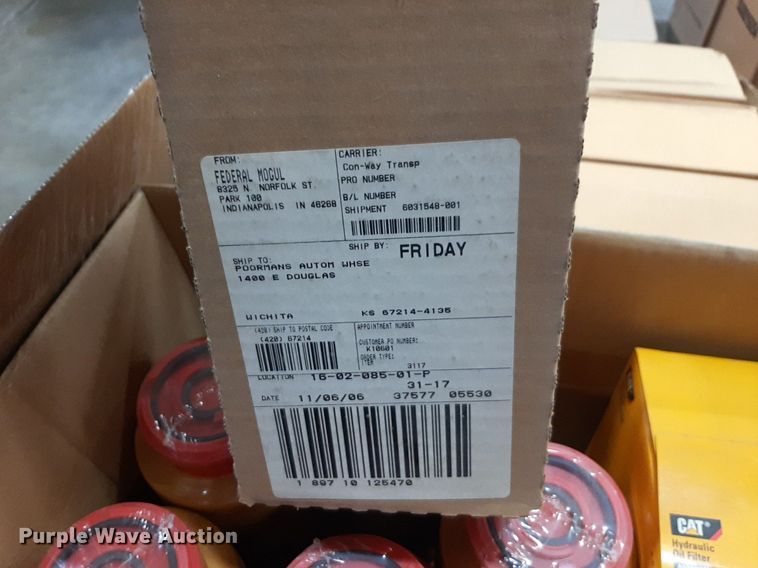 FROM:
FEDERAL MOGUL
8325 N. NORFOLK ST.
PARK 100
INDIANAPOLIS IN 46268
CARRIER:
Con-Way Transp
PRO NUMBER
B/L NUMBER
SHIPMENT 6031548-001
SHIP BY: FRIDAY
SHIP TO:
POORMANS AUTOM WHSE
1400 E DOUGLAS
WICHITA KS 67214-4135
(420) SHIP TO POSTAL CODE
(420) 67214
APPOINTMENT NUMBER
CUSTOMER PO NUMBER:
K10601
ORDER TYPE:
ITEM 3117
LOCATION 16-02-085-01-P
31-17
DATE 11/06/06 37577 05530
1 897 10 125470
CAT
Hydraulic
Oil Filter
Purple Wave Auction